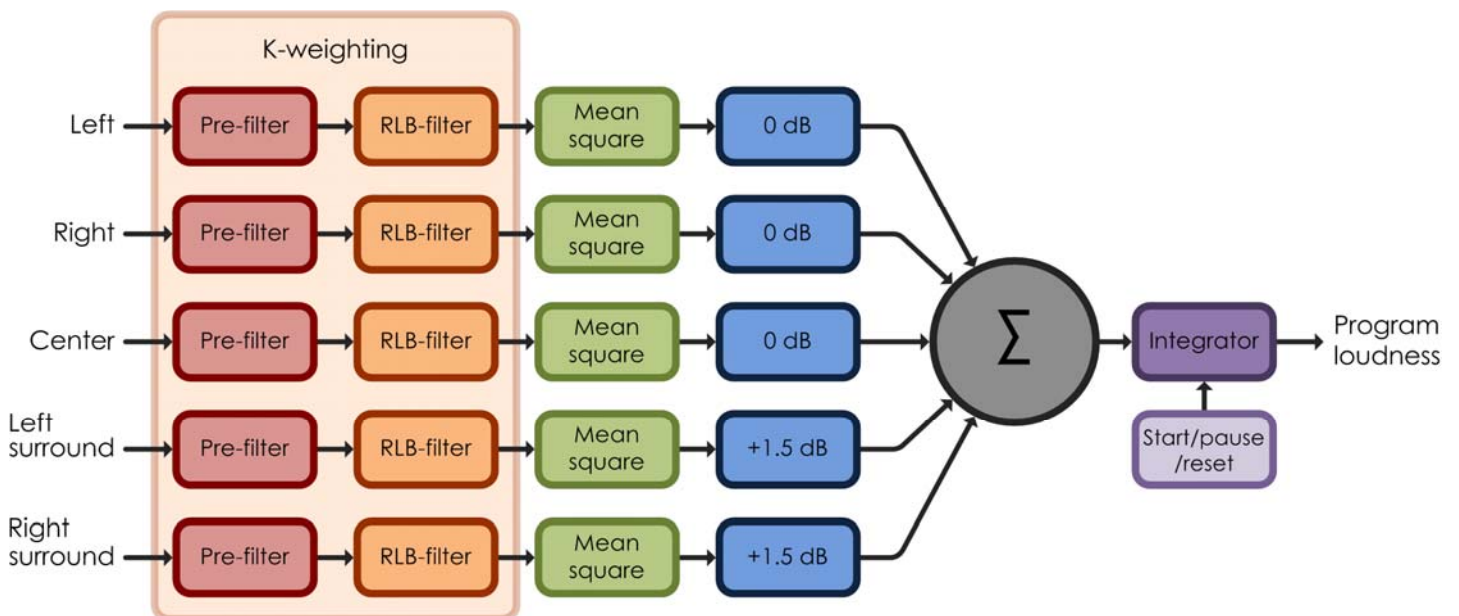 K-weighting
Left
Pre-filter
RLB-filter
Mean
square
0 dB
Right
Pre-filter
RLB-filter
Mean
square
0 dB
Center
Pre-filter
RLB-filter
Mean
square
0 dB
Left
surround
Pre-filter
RLB-filter
Mean
square
+1.5 dB
Right
surround
Pre-filter
RLB-filter
Mean
square
+1.5 dB
Σ
Integrator
Start/pause
/reset
Program
loudness